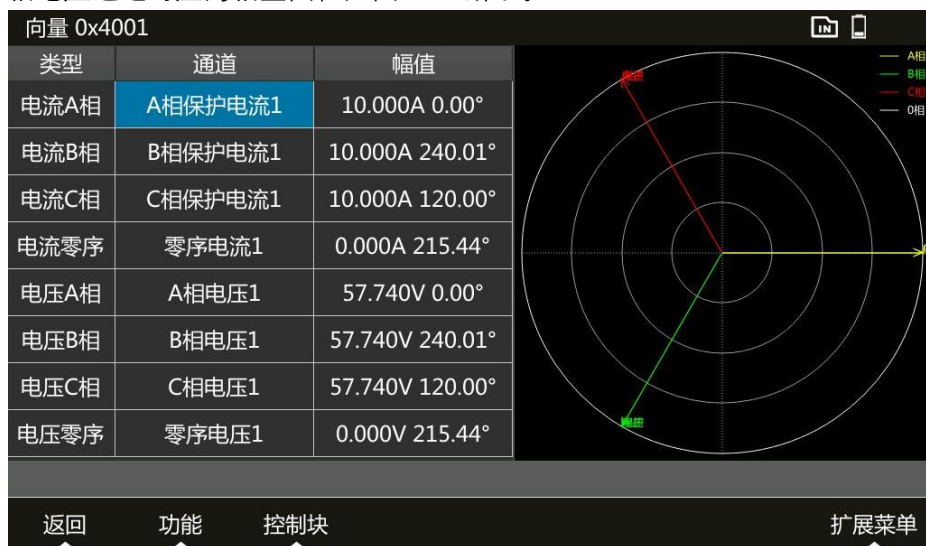 向量 0x4001
IN
类型 通道 幅值
电流A相 A相保护电流1 10.000A 0.00°
电流B相 B相保护电流1 10.000A 240.01°
电流C相 C相保护电流1 10.000A 120.00°
电流零序 零序电流1 0.000A 215.44°
电压A相 A相电压1 57.740V 0.00°
电压B相 B相电压1 57.740V 240.01°
电压C相 C相电压1 57.740V 120.00°
电压零序 零序电压1 0.000V 215.44°
A相
B相
C相
0相
返回 功能 控制块 扩展菜单